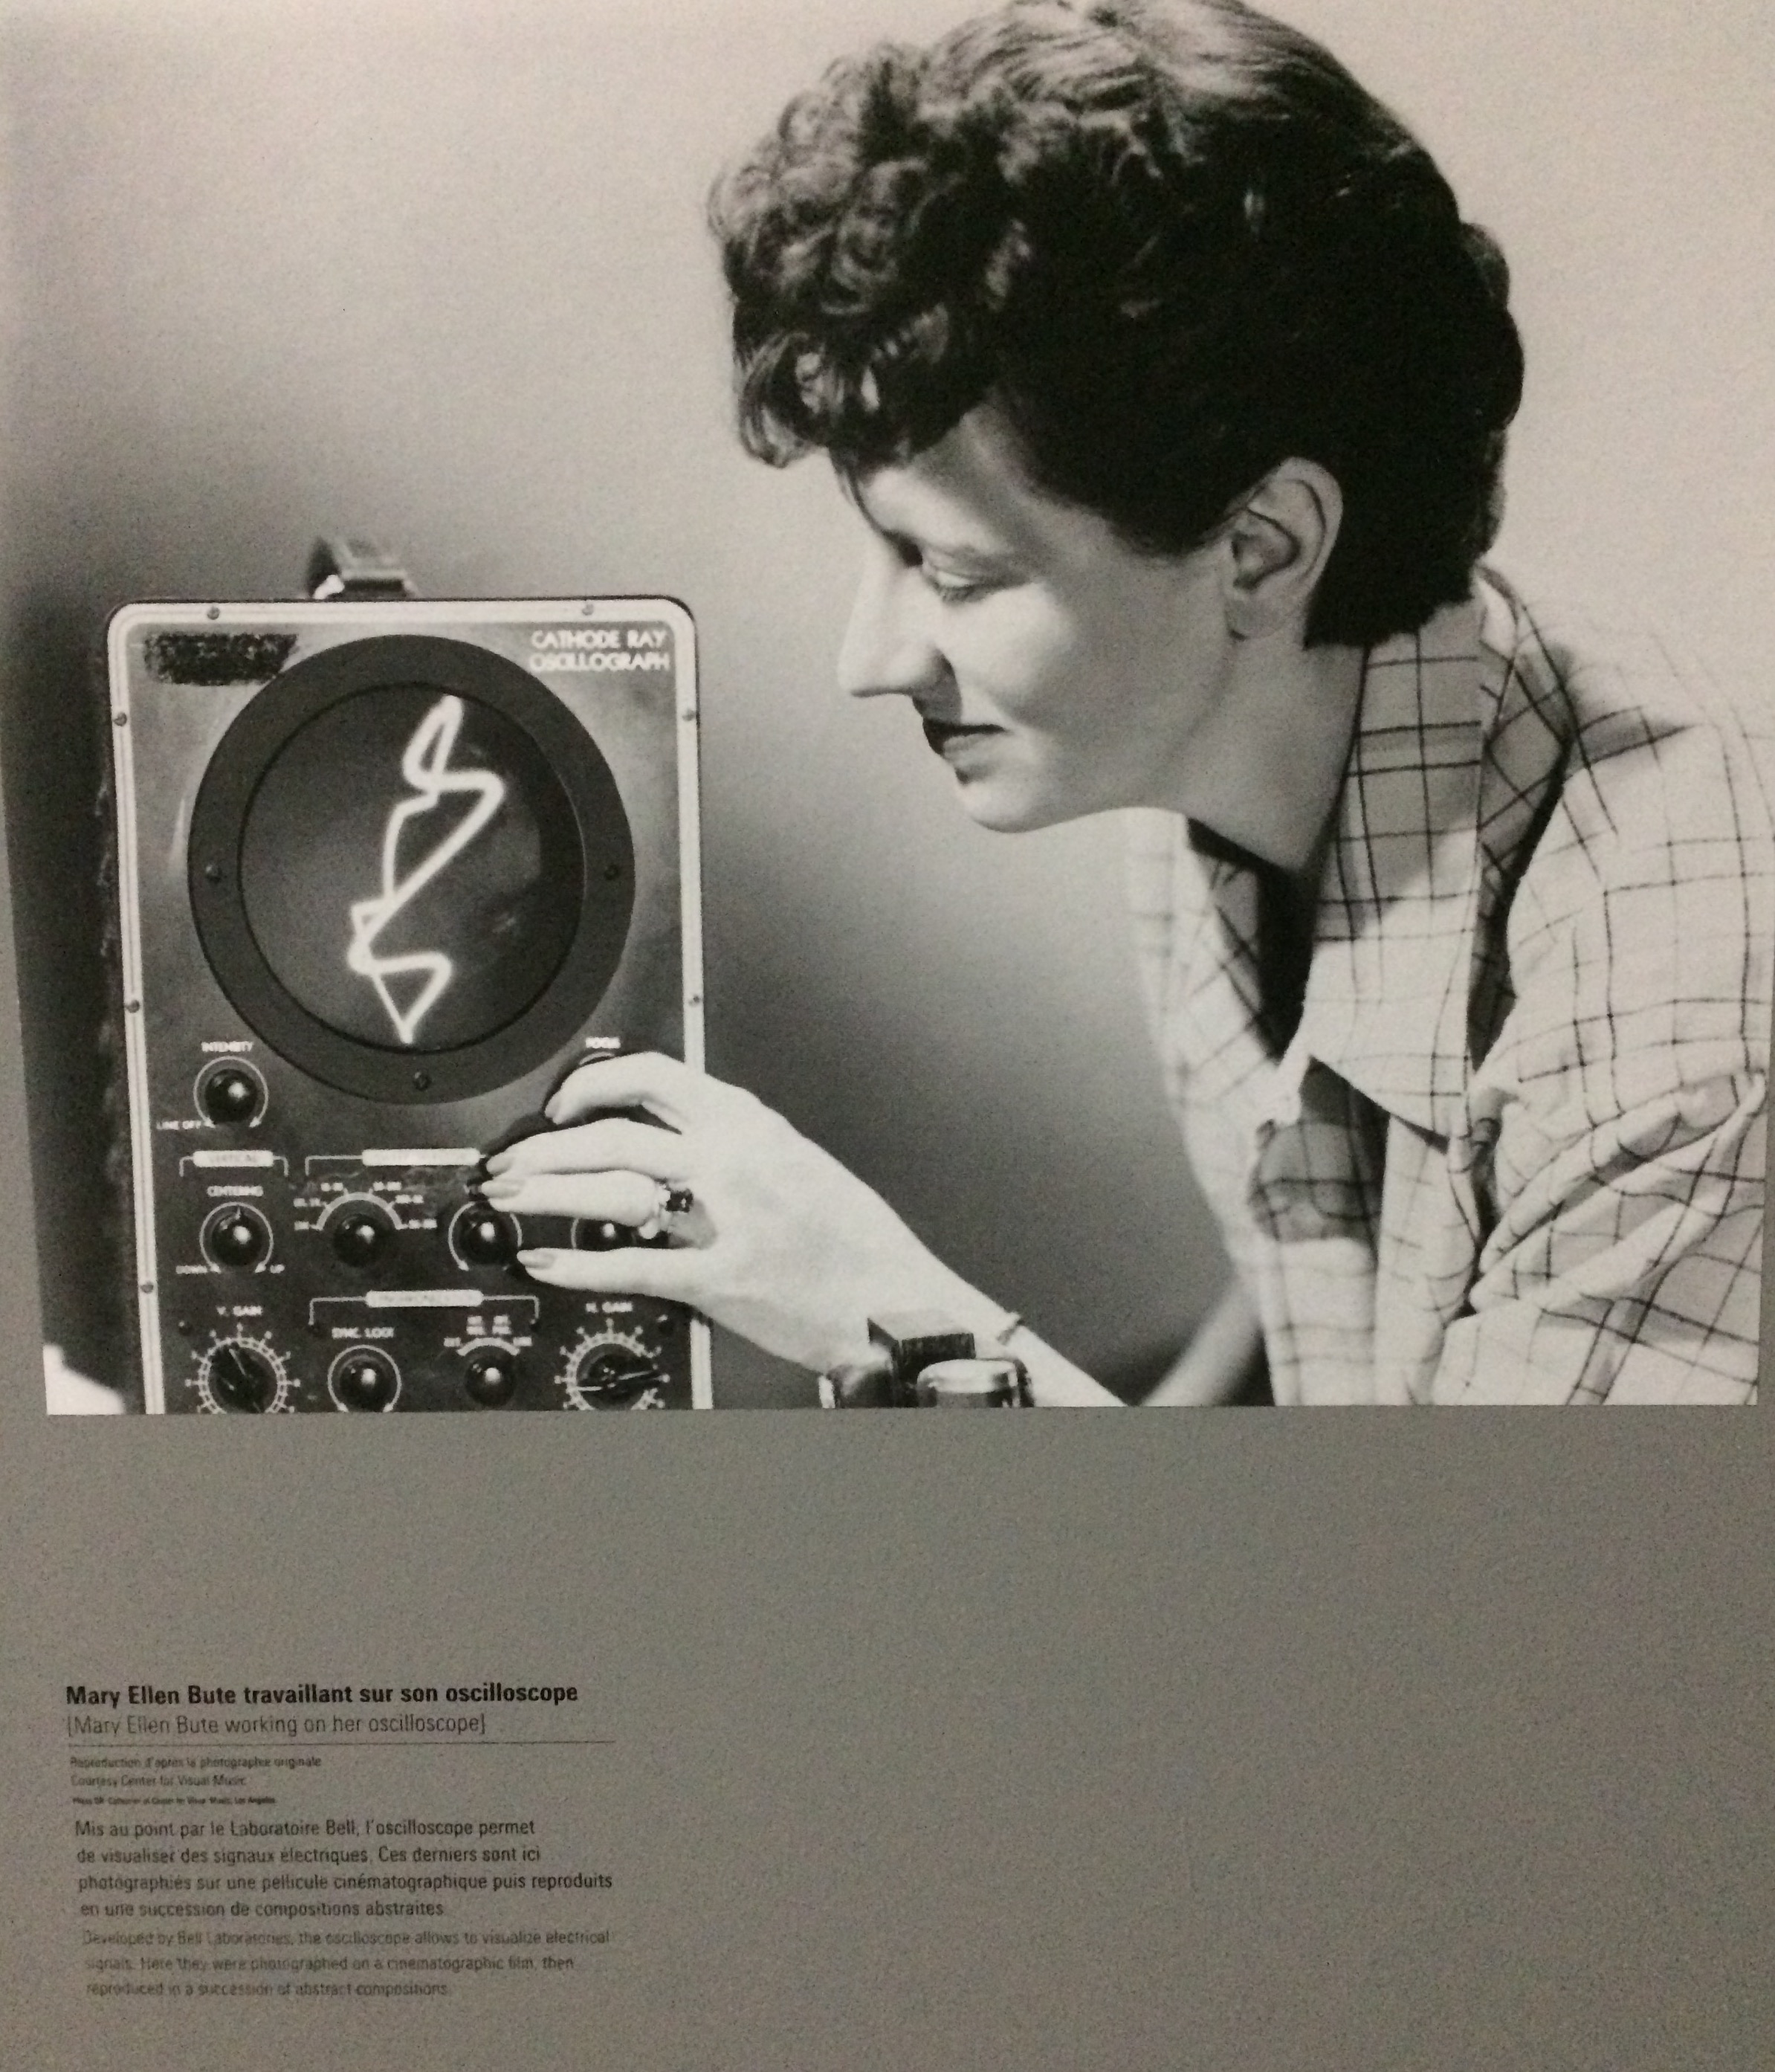 CATHODE RAY
OSCILLOGRAPH
INTENSITY
FOCUS
LINE OFF
CENTERING
DOWN
UP
V. GAIN
SYNC. LOCK
H. GAIN
Mary Ellen Bute travaillant sur son oscilloscope
[Mary Ellen Bute working on her oscilloscope]
Reproduction d'après la photographie originale
Courtesy Center for Visual Music
Mis au point par le Laboratoire Bell, l'oscilloscope permet
de visualiser des signaux électriques. Ces derniers sont ici
photographiés sur une pellicule cinématographique puis reproduits
en une succession de compositions abstraites.
Developed by Bell Laboratories, the oscilloscope allows to visualize electrical
signals. Here they were photographed on a cinematographic film, then
reproduced in a succession of abstract compositions.